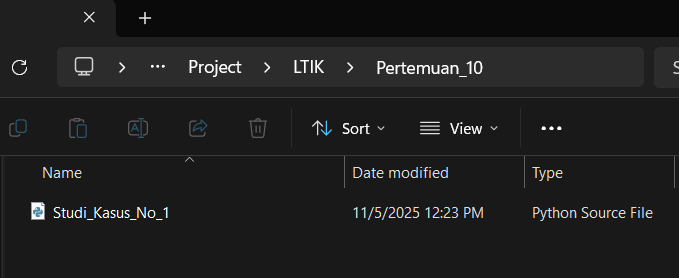 Project LTIK Pertemuan_10 S
Sort View
Name Date modified Type
Studi_Kasus_No_1 11/5/2025 12:23 PM Python Source File